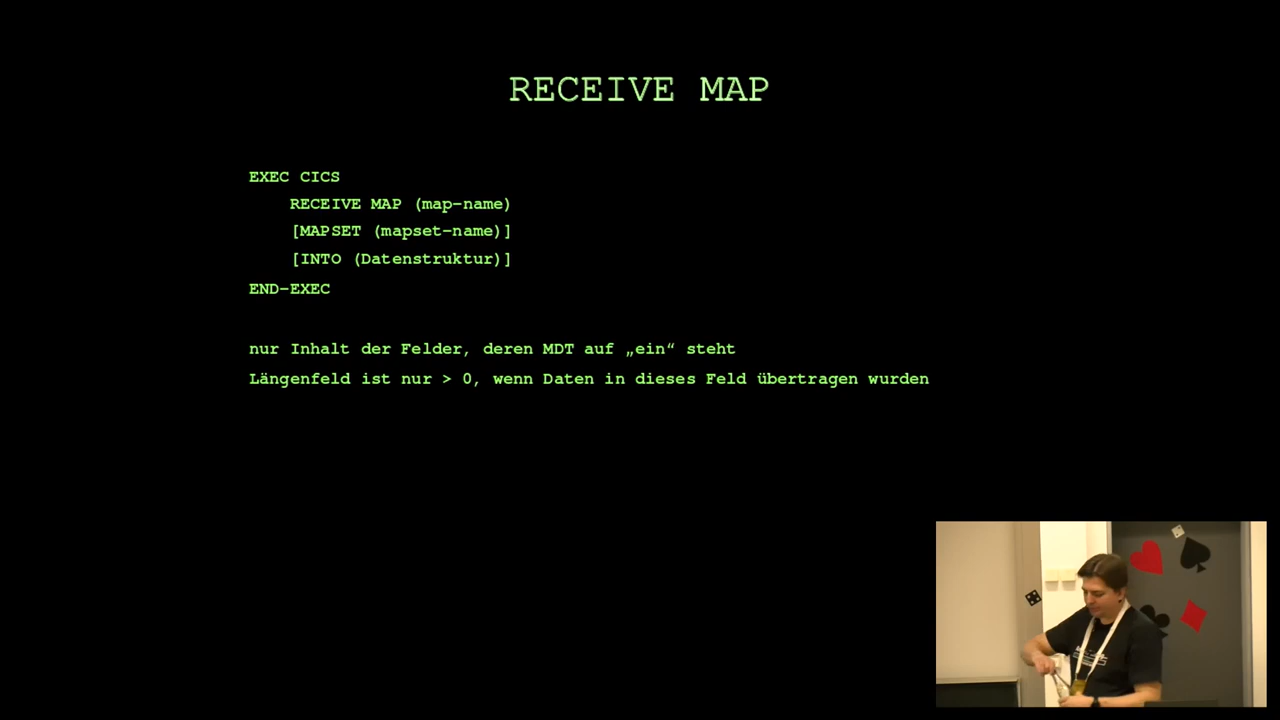 RECEIVE MAP
EXEC CICS
RECEIVE MAP (map-name)
[MAPSET (mapset-name)]
[INTO (Datenstruktur)]
END-EXEC
nur Inhalt der Felder, deren MDT auf „ein“ steht
Längenfeld ist nur > 0, wenn Daten in dieses Feld übertragen wurden